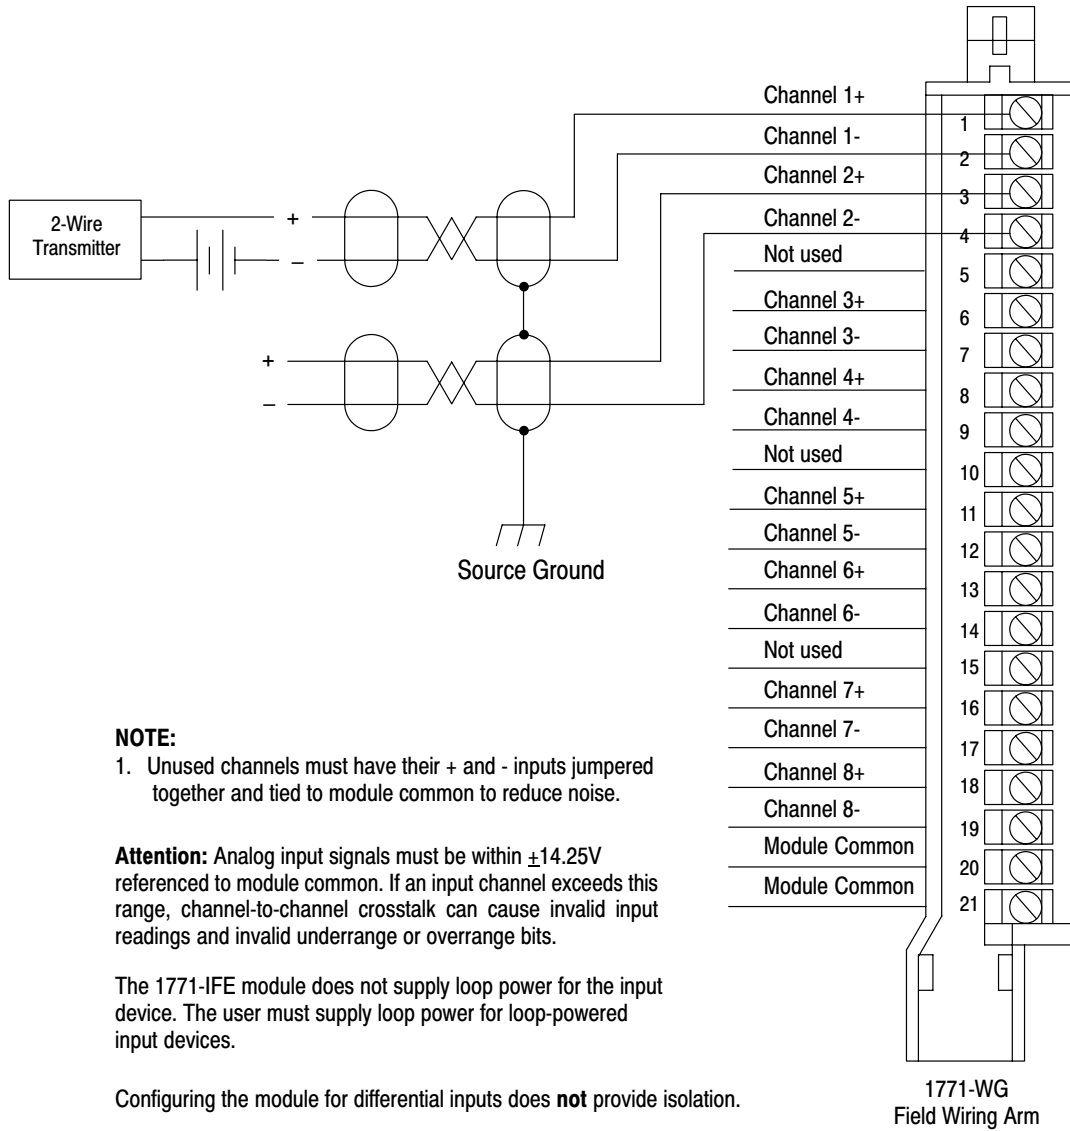 Channel 1+
1
Channel 1-
2
Channel 2+
3
Channel 2-
4
Not used
5
Channel 3+
6
Channel 3-
7
Channel 4+
8
Channel 4-
9
Not used
10
Channel 5+
11
Channel 5-
12
Channel 6+
13
Channel 6-
14
Not used
15
Channel 7+
16
Channel 7-
17
Channel 8+
18
Channel 8-
19
Module Common
20
Module Common
21
2-Wire
Transmitter
+
–
+
–
Source Ground
NOTE:
1. Unused channels must have their + and - inputs jumpered
together and tied to module common to reduce noise.
Attention: Analog input signals must be within ±14.25V
referenced to module common. If an input channel exceeds this
range, channel-to-channel crosstalk can cause invalid input
readings and invalid underrange or overrange bits.
The 1771-IFE module does not supply loop power for the input
device. The user must supply loop power for loop-powered
input devices.
Configuring the module for differential inputs does not provide isolation.
1771-WG
Field Wiring Arm